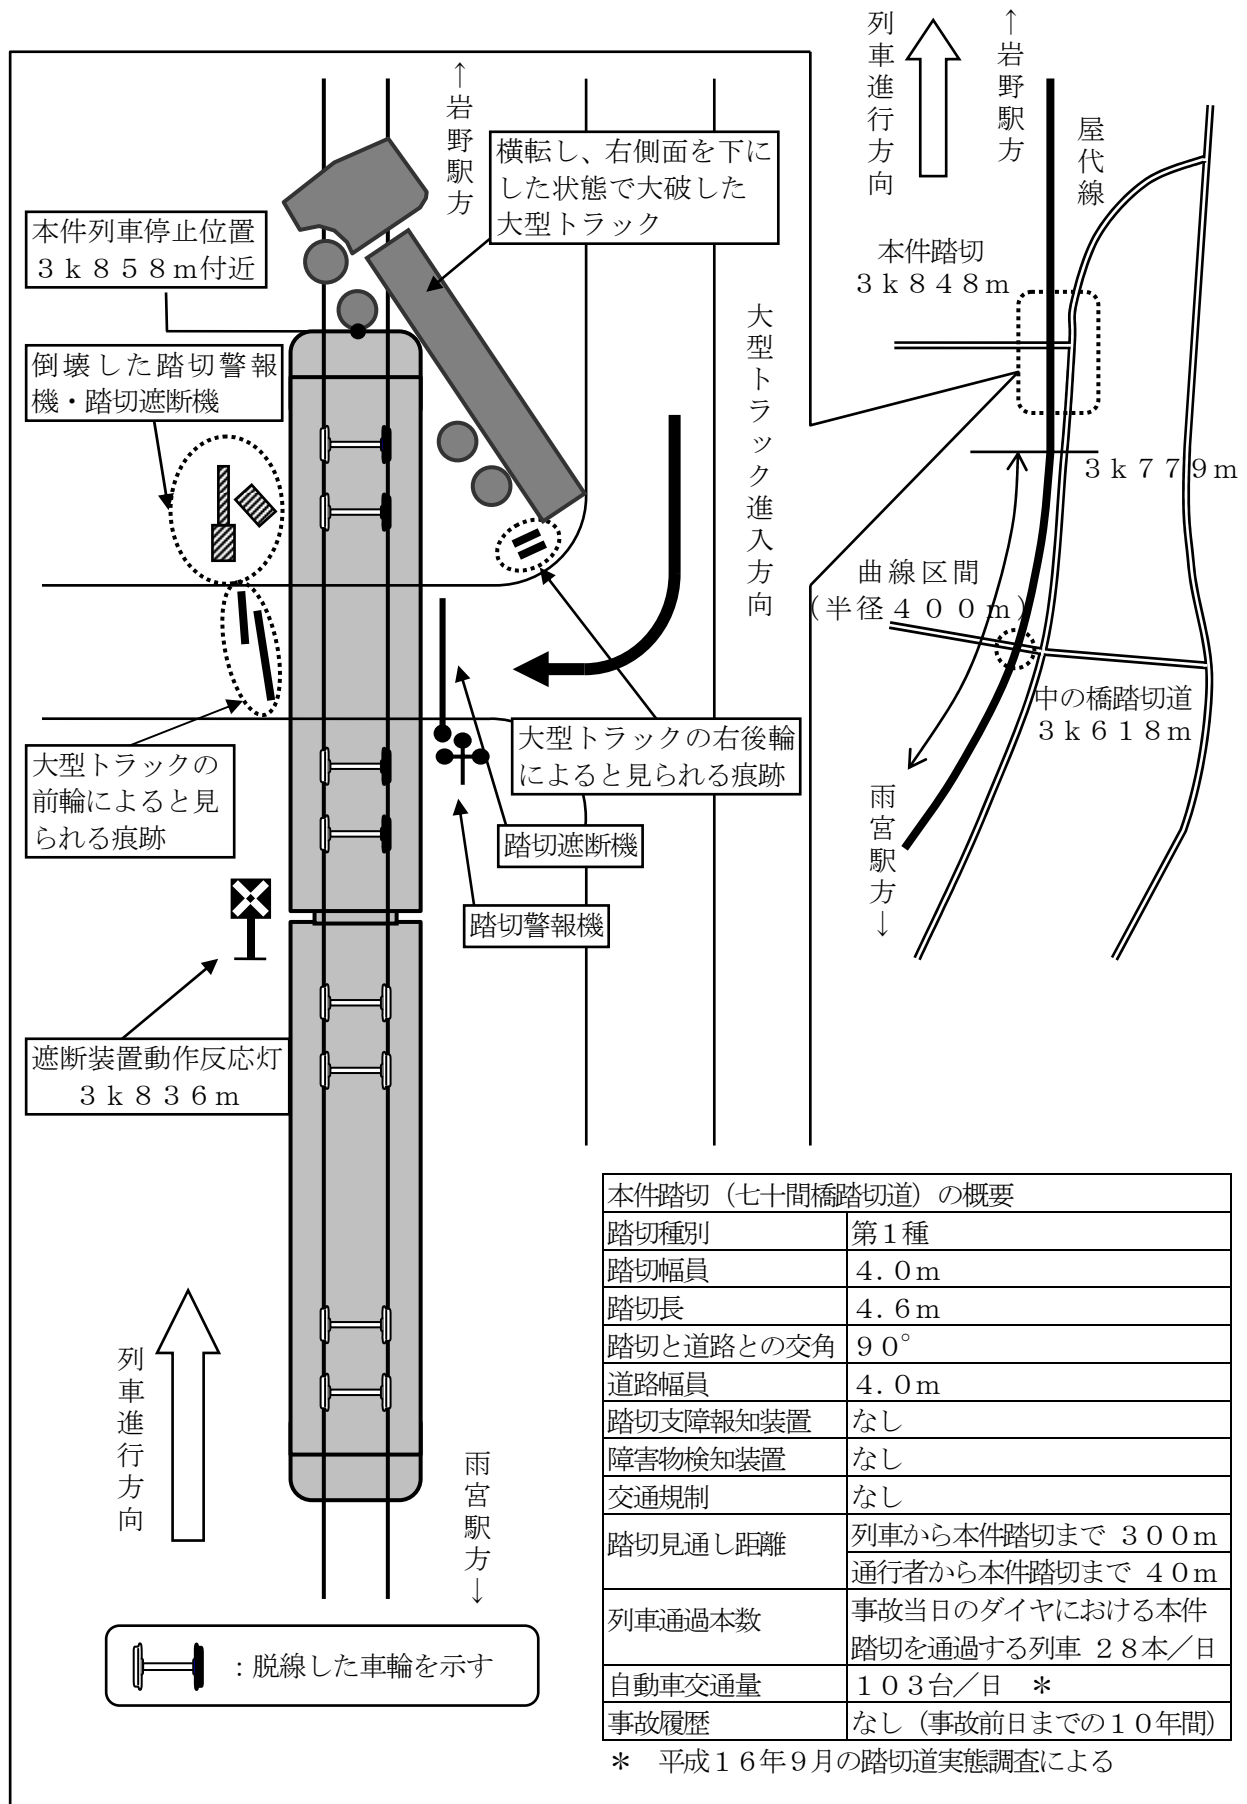 ↑岩野駅方
横転し、右側面を下に
した状態で大破した
大型トラック
本件列車停止位置
３ｋ８５８ｍ付近
倒壊した踏切警報
機・踏切遮断機
大型トラック進入方向
大型トラックの
前輪によると見
られる痕跡
大型トラックの右後輪
によると見られる痕跡
踏切遮断機
踏切警報機
遮断装置動作反応灯
３ｋ８３６ｍ
列車進行方向
雨宮駅方↓
：脱線した車輪を示す
列車進行方向
↑岩野駅方
屋代線
本件踏切
３ｋ８４８ｍ
３ｋ７７９ｍ
曲線区間
（半径４００ｍ）
中の橋踏切道
３ｋ６１８ｍ
雨宮駅方↓
本件踏切（七十間橋踏切道）の概要
踏切種別 第１種
踏切幅員 ４．０ｍ
踏切長 ４．６ｍ
踏切と道路との交角 ９０°
道路幅員 ４．０ｍ
踏切支障報知装置 なし
障害物検知装置 なし
交通規制 なし
踏切見通し距離 列車から本件踏切まで ３００ｍ
通行者から本件踏切まで ４０ｍ
列車通過本数 事故当日のダイヤにおける本件
踏切を通過する列車 ２８本／日
自動車交通量 １０３台／日 ＊
事故履歴 なし（事故前日までの１０年間）
＊ 平成１６年９月の踏切道実態調査による